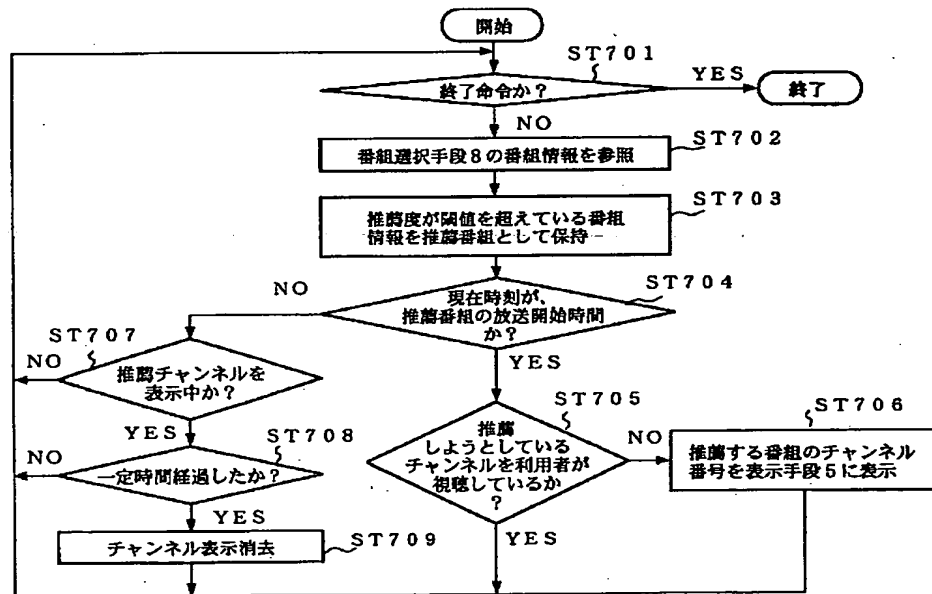 開始
ST701
終了命令か？
YES
終了
NO
ST702
番組選択手段８の番組情報を参照
ST703
推薦度が閾値を超えている番組
情報を推薦番組として保持
ST704
NO
現在時刻が、
推薦番組の放送開始時間
か？
YES
ST707
NO
推薦チャンネルを
表示中か？
YES
ST705
推薦
しようとしている
チャンネルを利用者が
視聴しているか
？
NO
ST706
推薦する番組のチャンネル
番号を表示手段５に表示
ST708
NO
一定時間経過したか？
YES
YES
ST709
チャンネル表示消去